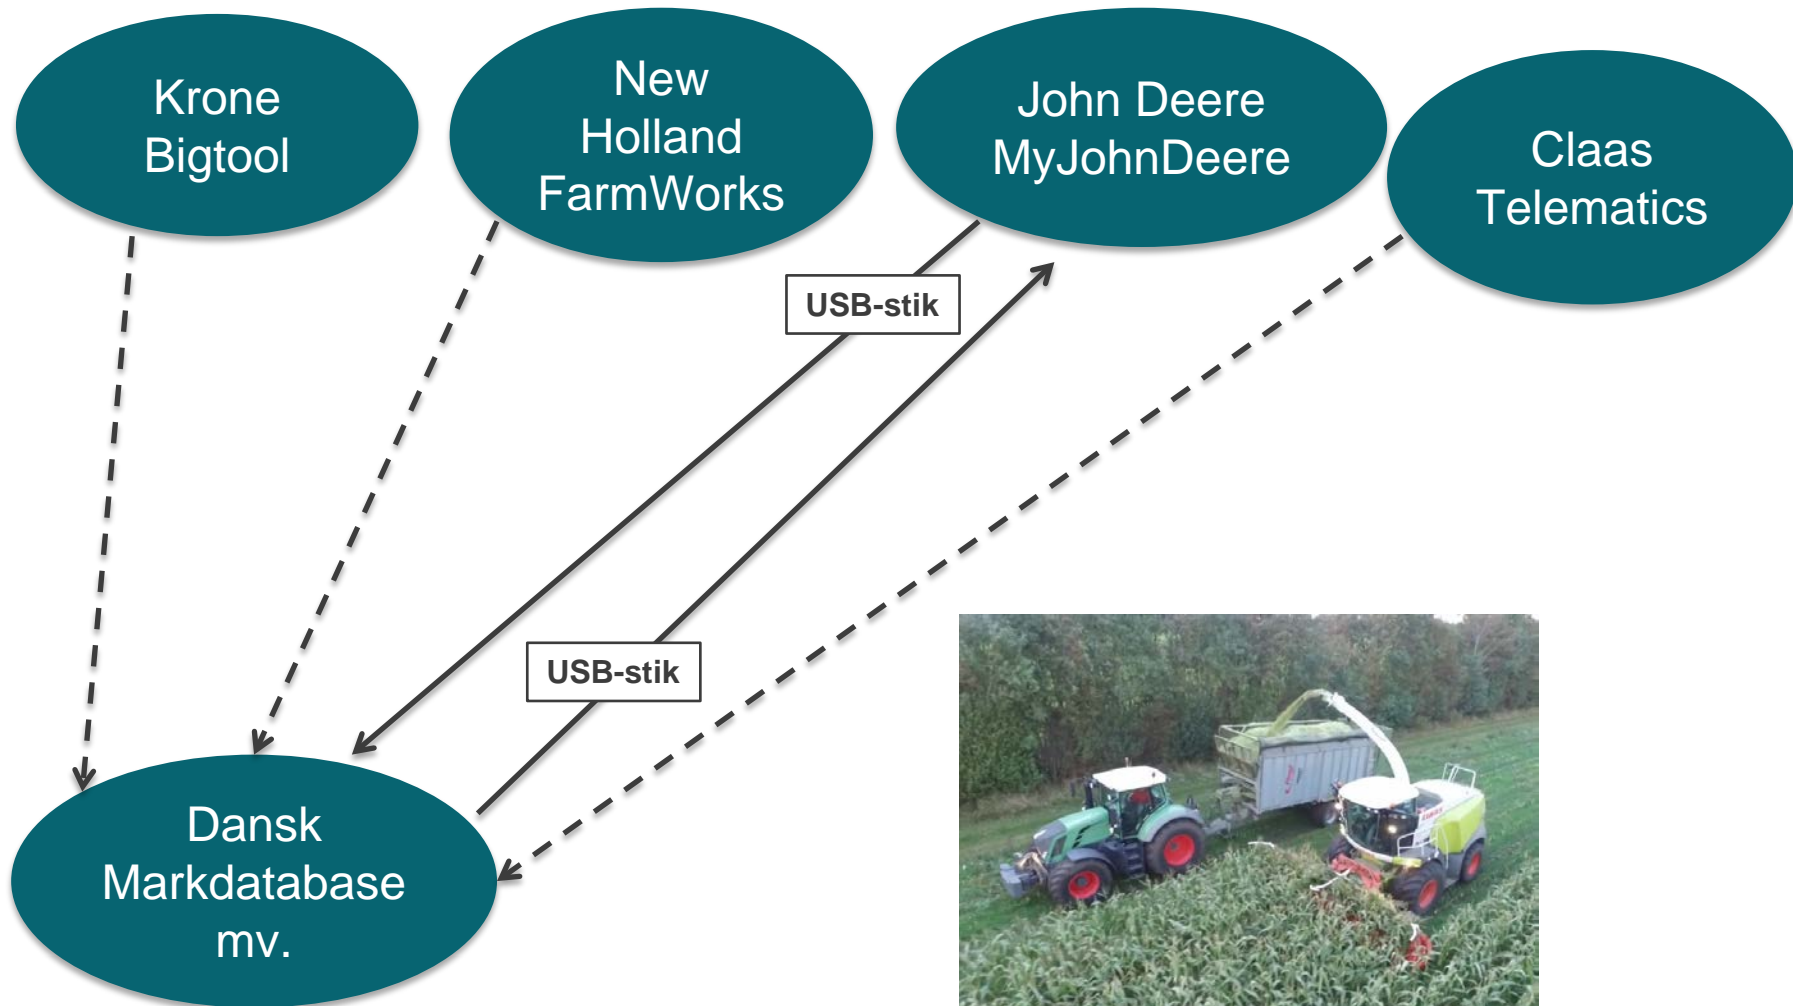 Krone
Bigtool
New
Holland
FarmWorks
John Deere
MyJohnDeere
Claas
Telematics
USB-stik
USB-stik
Dansk
Markdatabase
mv.